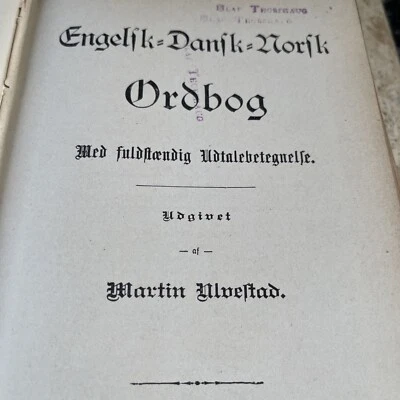 Engelsk=Dansk=Norsk
Ordbog
Med fuldstændig Udtalebetegnelse.
Udgivet
— af —
Martin Ulvestad.